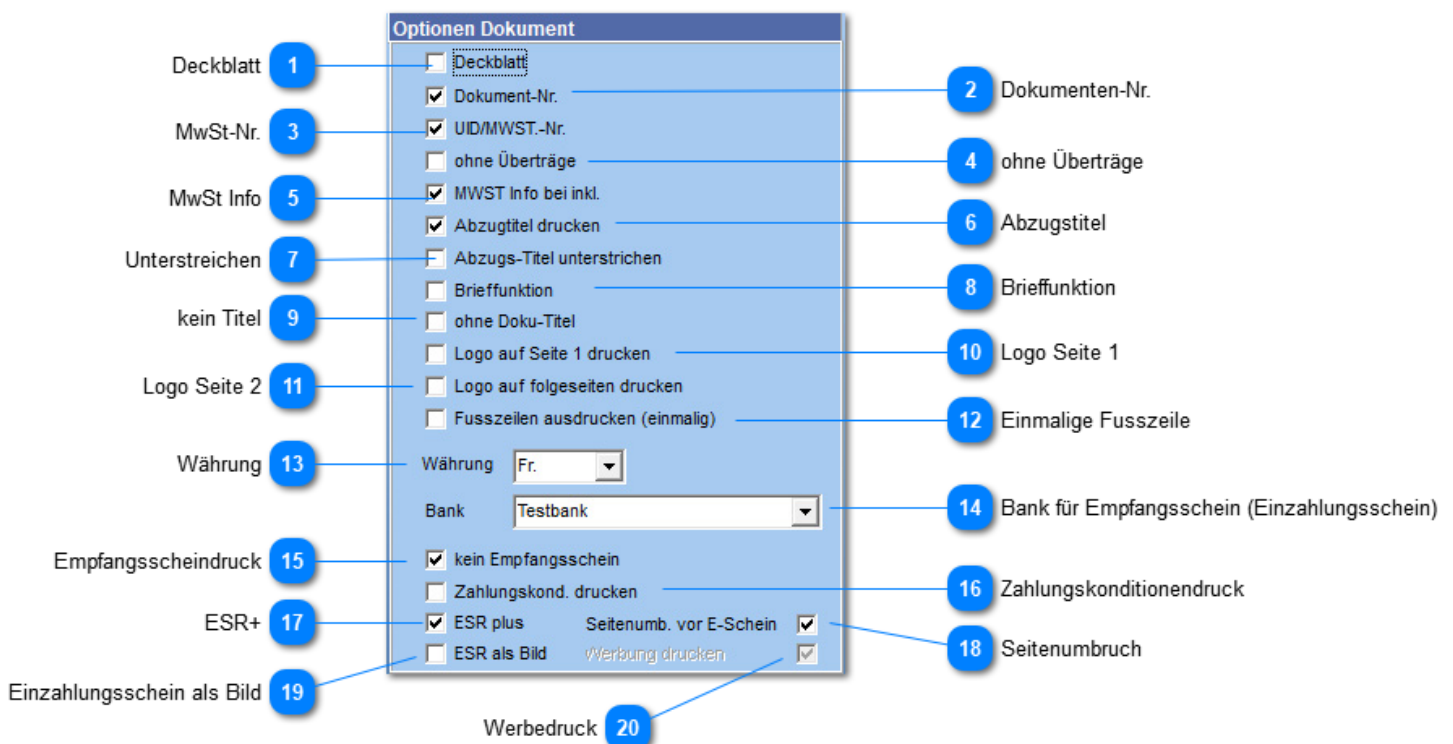 Optionen Dokument
Deckblatt 1 Deckblatt
Dokument-Nr. 2 Dokumenten-Nr.
MwSt-Nr. 3 UID/MWST.-Nr.
ohne Überträge 4 ohne Überträge
MwSt Info 5 MWST Info bei inkl.
Abzugtitel drucken 6 Abzugstitel
Unterstreichen 7 Abzugs-Titel unterstrichen
Brieffunktion 8 Brieffunktion
kein Titel 9 ohne Doku-Titel
Logo auf Seite 1 drucken 10 Logo Seite 1
Logo Seite 2 11 Logo auf folgeseiten drucken
Fusszeilen ausdrucken (einmalig) 12 Einmalige Fusszeile
Währung 13 Währung Fr.
Bank Testbank 14 Bank für Empfangsschein (Einzahlungsschein)
Empfangsscheindruck 15 kein Empfangsschein
Zahlungskond. drucken 16 Zahlungskonditionendruck
ESR+ 17 ESR plus Seitenumb. vor E-Schein 18 Seitenumbruch
Einzahlungsschein als Bild 19 ESR als Bild Werbung drucken
Werbedruck 20